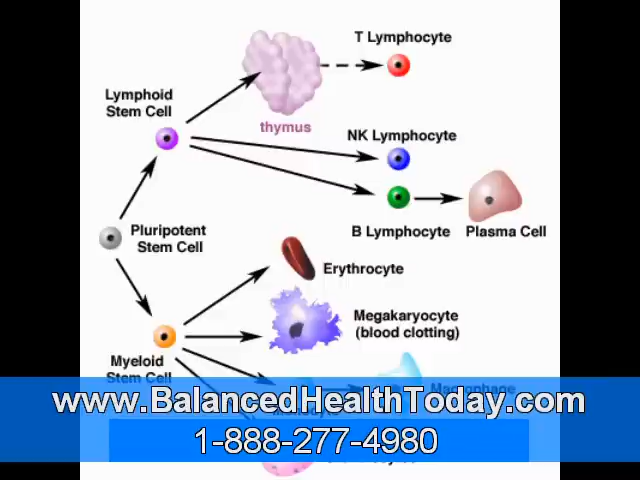 T Lymphocyte
Lymphoid
Stem Cell
thymus
NK Lymphocyte
B Lymphocyte
Plasma Cell
Pluripotent
Stem Cell
Erythrocyte
Megakaryocyte
(blood clotting)
Myeloid
Stem Cell
Macrophage
www.BalancedHealthToday.com
1-888-277-4980